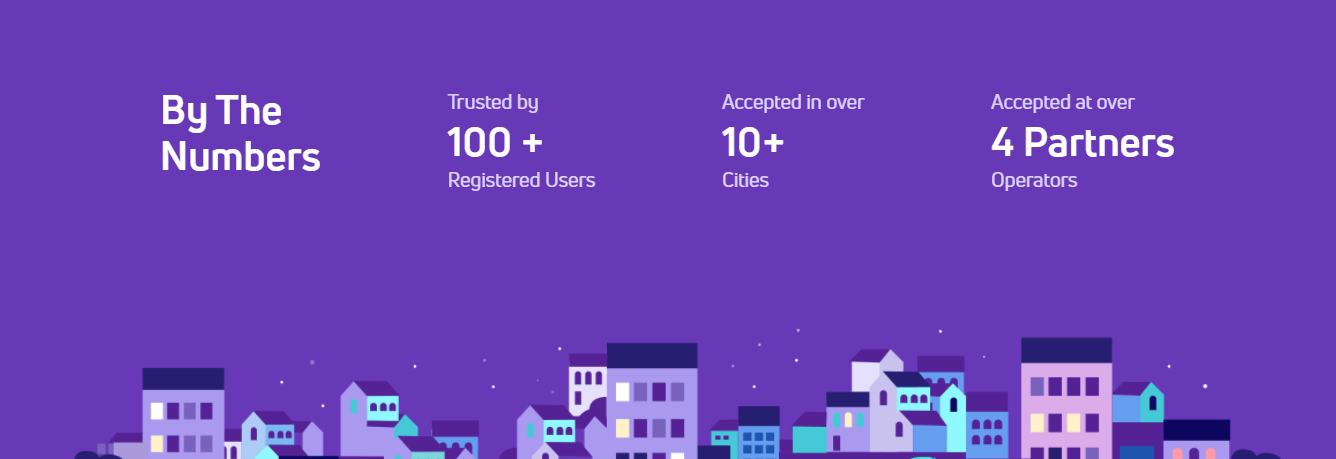 By The
Numbers
Trusted by
100 +
Registered Users
Accepted in over
10+
Cities
Accepted at over
4 Partners
Operators